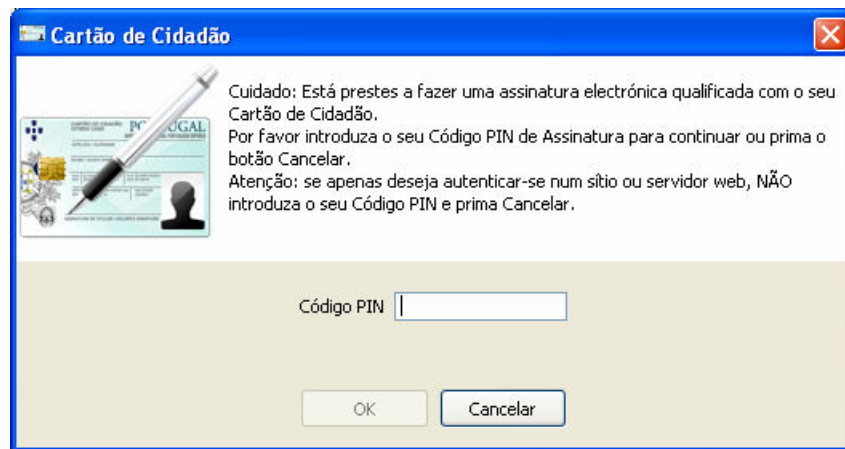 Cartão de Cidadão
Cuidado: Está prestes a fazer uma assinatura electrónica qualificada com o seu
Cartão de Cidadão.
Por favor introduza o seu Código PIN de Assinatura para continuar ou prima o
botão Cancelar.
Atenção: se apenas deseja autenticar-se num sítio ou servidor web, NÃO
introduza o seu Código PIN e prima Cancelar.
Código PIN
OK
Cancelar